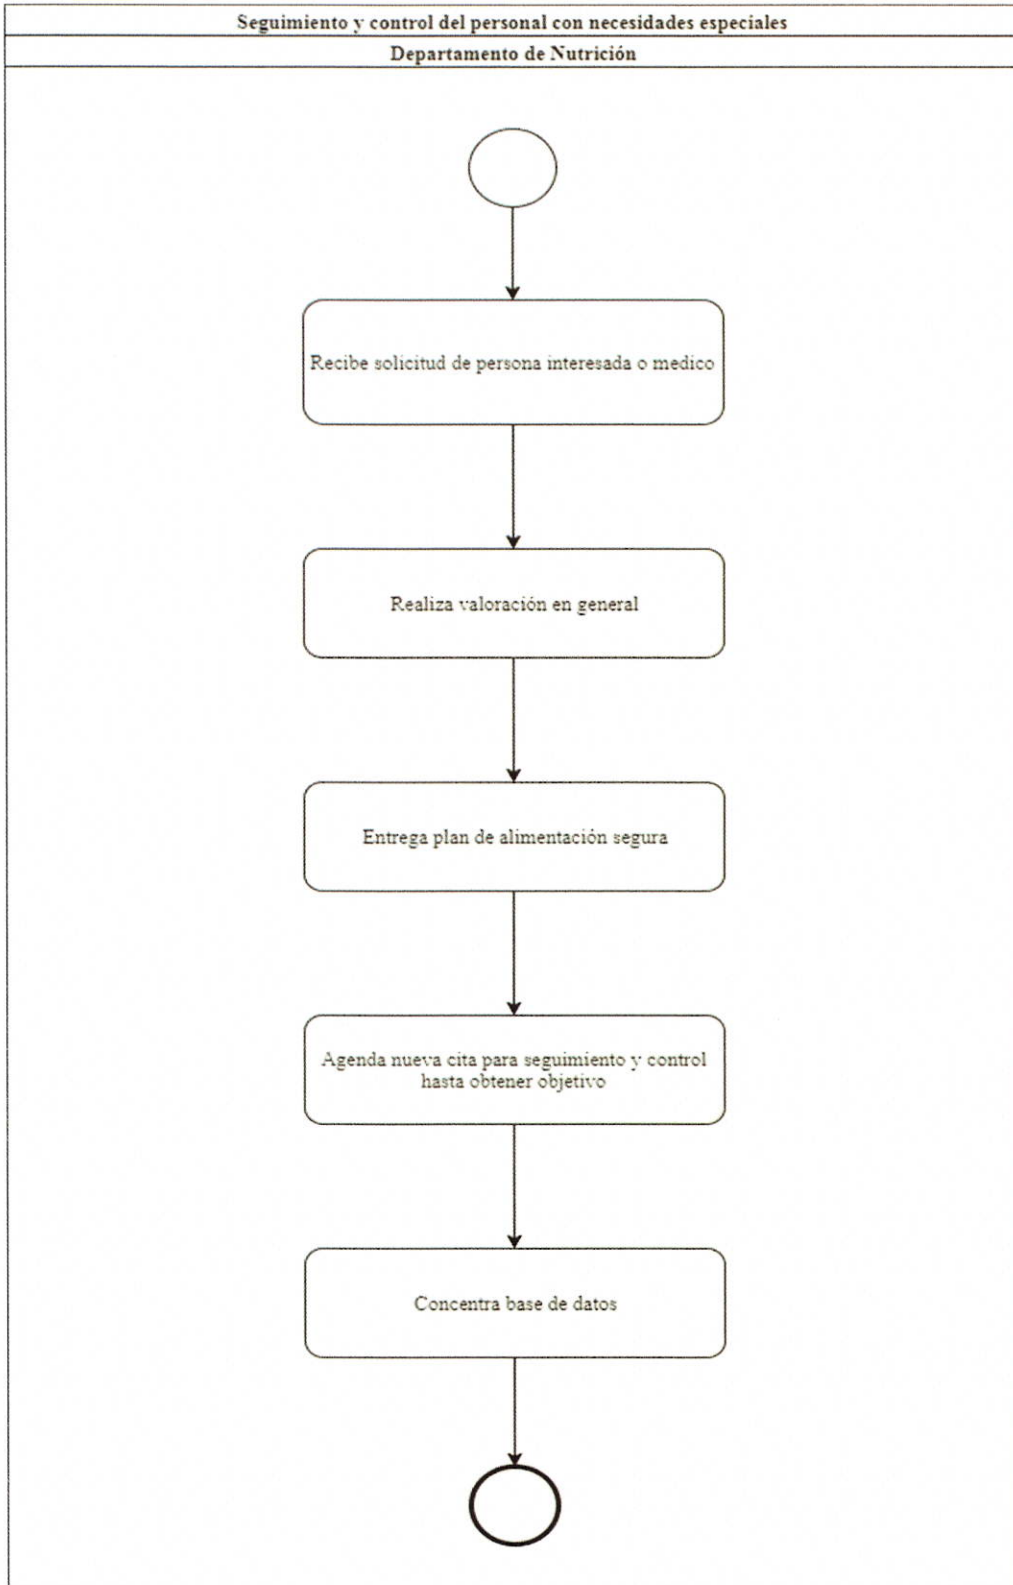 Seguimiento y control del personal con necesidades especiales
Departamento de Nutrición
Recibe solicitud de persona interesada o medico
Realiza valoración en general
Entrega plan de alimentación segura
Agenda nueva cita para seguimiento y control
hasta obtener objetivo
Concentra base de datos